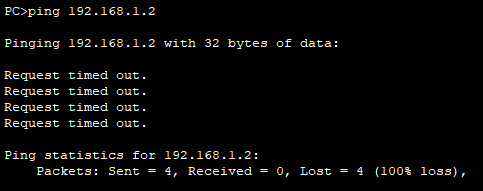 PC>ping 192.168.1.2
Pinging 192.168.1.2 with 32 bytes of data:
Request timed out.
Request timed out.
Request timed out.
Request timed out.
Ping statistics for 192.168.1.2:
Packets: Sent = 4, Received = 0, Lost = 4 (100% loss),